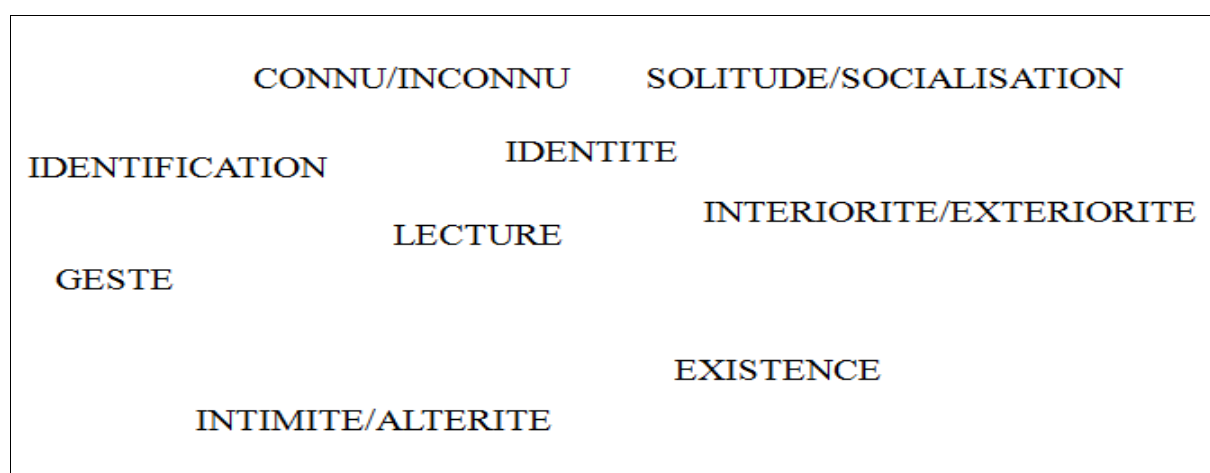 CONNU/INCONNU SOLITUDE/SOCIALISATION
IDENTITE
IDENTIFICATION
INTERIORITE/EXTERIORITE
LECTURE
GESTE
EXISTENCE
INTIMITE/ALTERITE